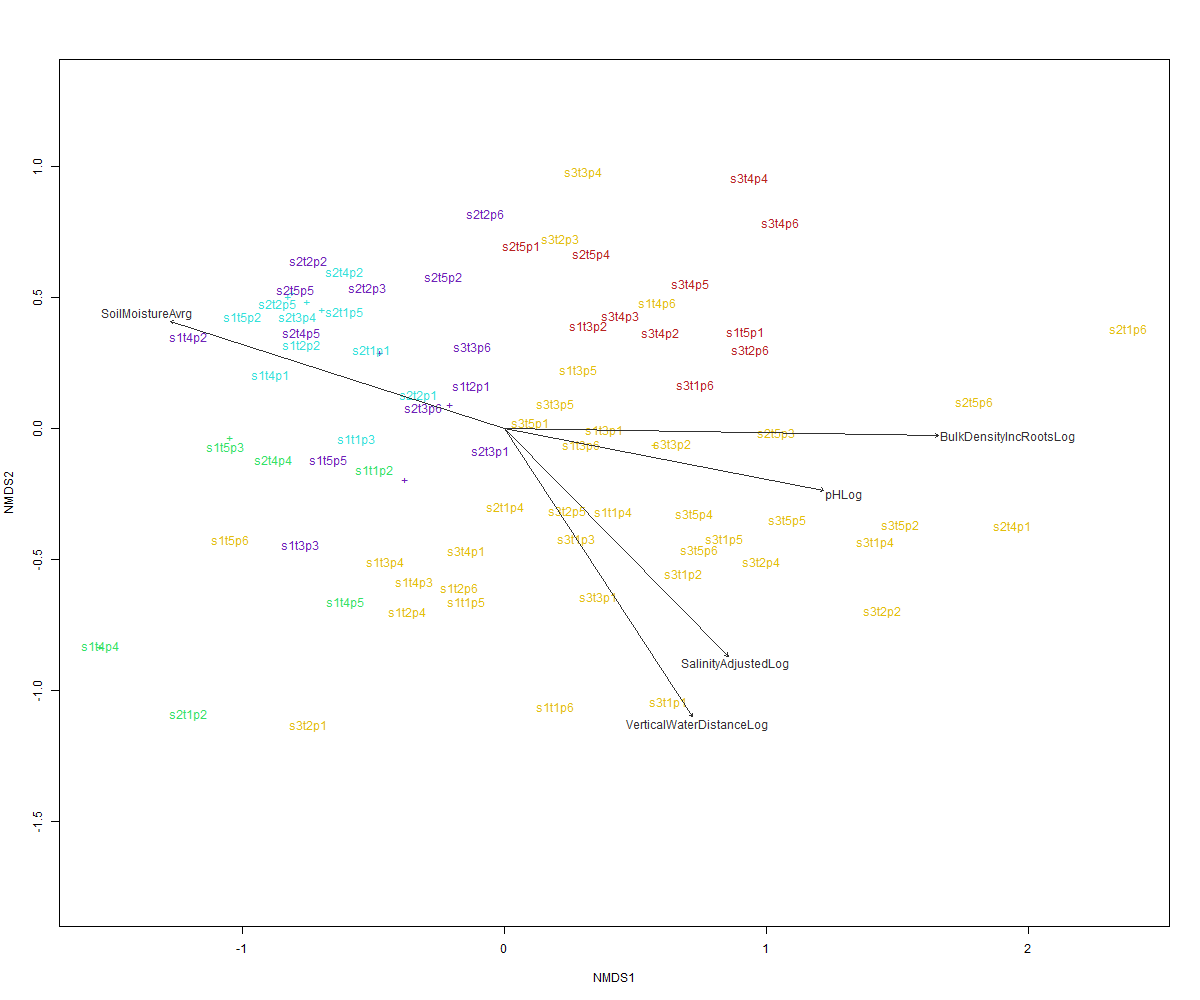 1.0
0.5
0.0
-0.5
-1.0
-1.5
NMDS2
s3t3p4
s3t4p4
s2t2p6
s3t4p6
s2t5p1
s3t2p3
s2t5p4
s2t2p2
s2t4p2
s2t5p2
s3t4p5
s2t5p5
s2t2p3
s2t2p5
s1t4p6
SoilMoistureAvrg
s1t5p2
s2t3p4
s2t1p5
s3t4p3
s1t3p2
s2t1p6
s1t4p2
s2t4p5
s3t4p2
s1t5p1
s1t2p2
s2t1p1
s3t3p6
s3t2p6
s1t4p1
s1t3p5
s1t2p1
s3t1p6
s2t2p1
s2t3p6
s3t3p5
s2t5p6
s3t5p1
s1t3p1
s2t5p3
BulkDensityIncRootsLog
s1t1p3
s1t5p3
s1t3p6
s3t3p2
s2t3p1
s2t4p4
s1t5p5
s1t1p2
pHLog
s2t1p4
s3t2p5
s1t1p4
s3t5p4
s3t5p5
s3t5p2
s2t4p1
s1t5p6
s1t3p3
s3t1p3
s3t1p5
s3t1p4
s3t4p1
s3t5p6
s1t3p4
s3t2p4
s3t1p2
s1t4p3
s1t2p6
s1t4p5
s1t1p5
s3t3p1
s1t2p4
s3t2p2
s1t4p4
SalinityAdjustedLog
s2t1p2
s1t1p6
s3t1p1
s3t2p1
VerticalWaterDistanceLog
-1
0
1
2
NMDS1